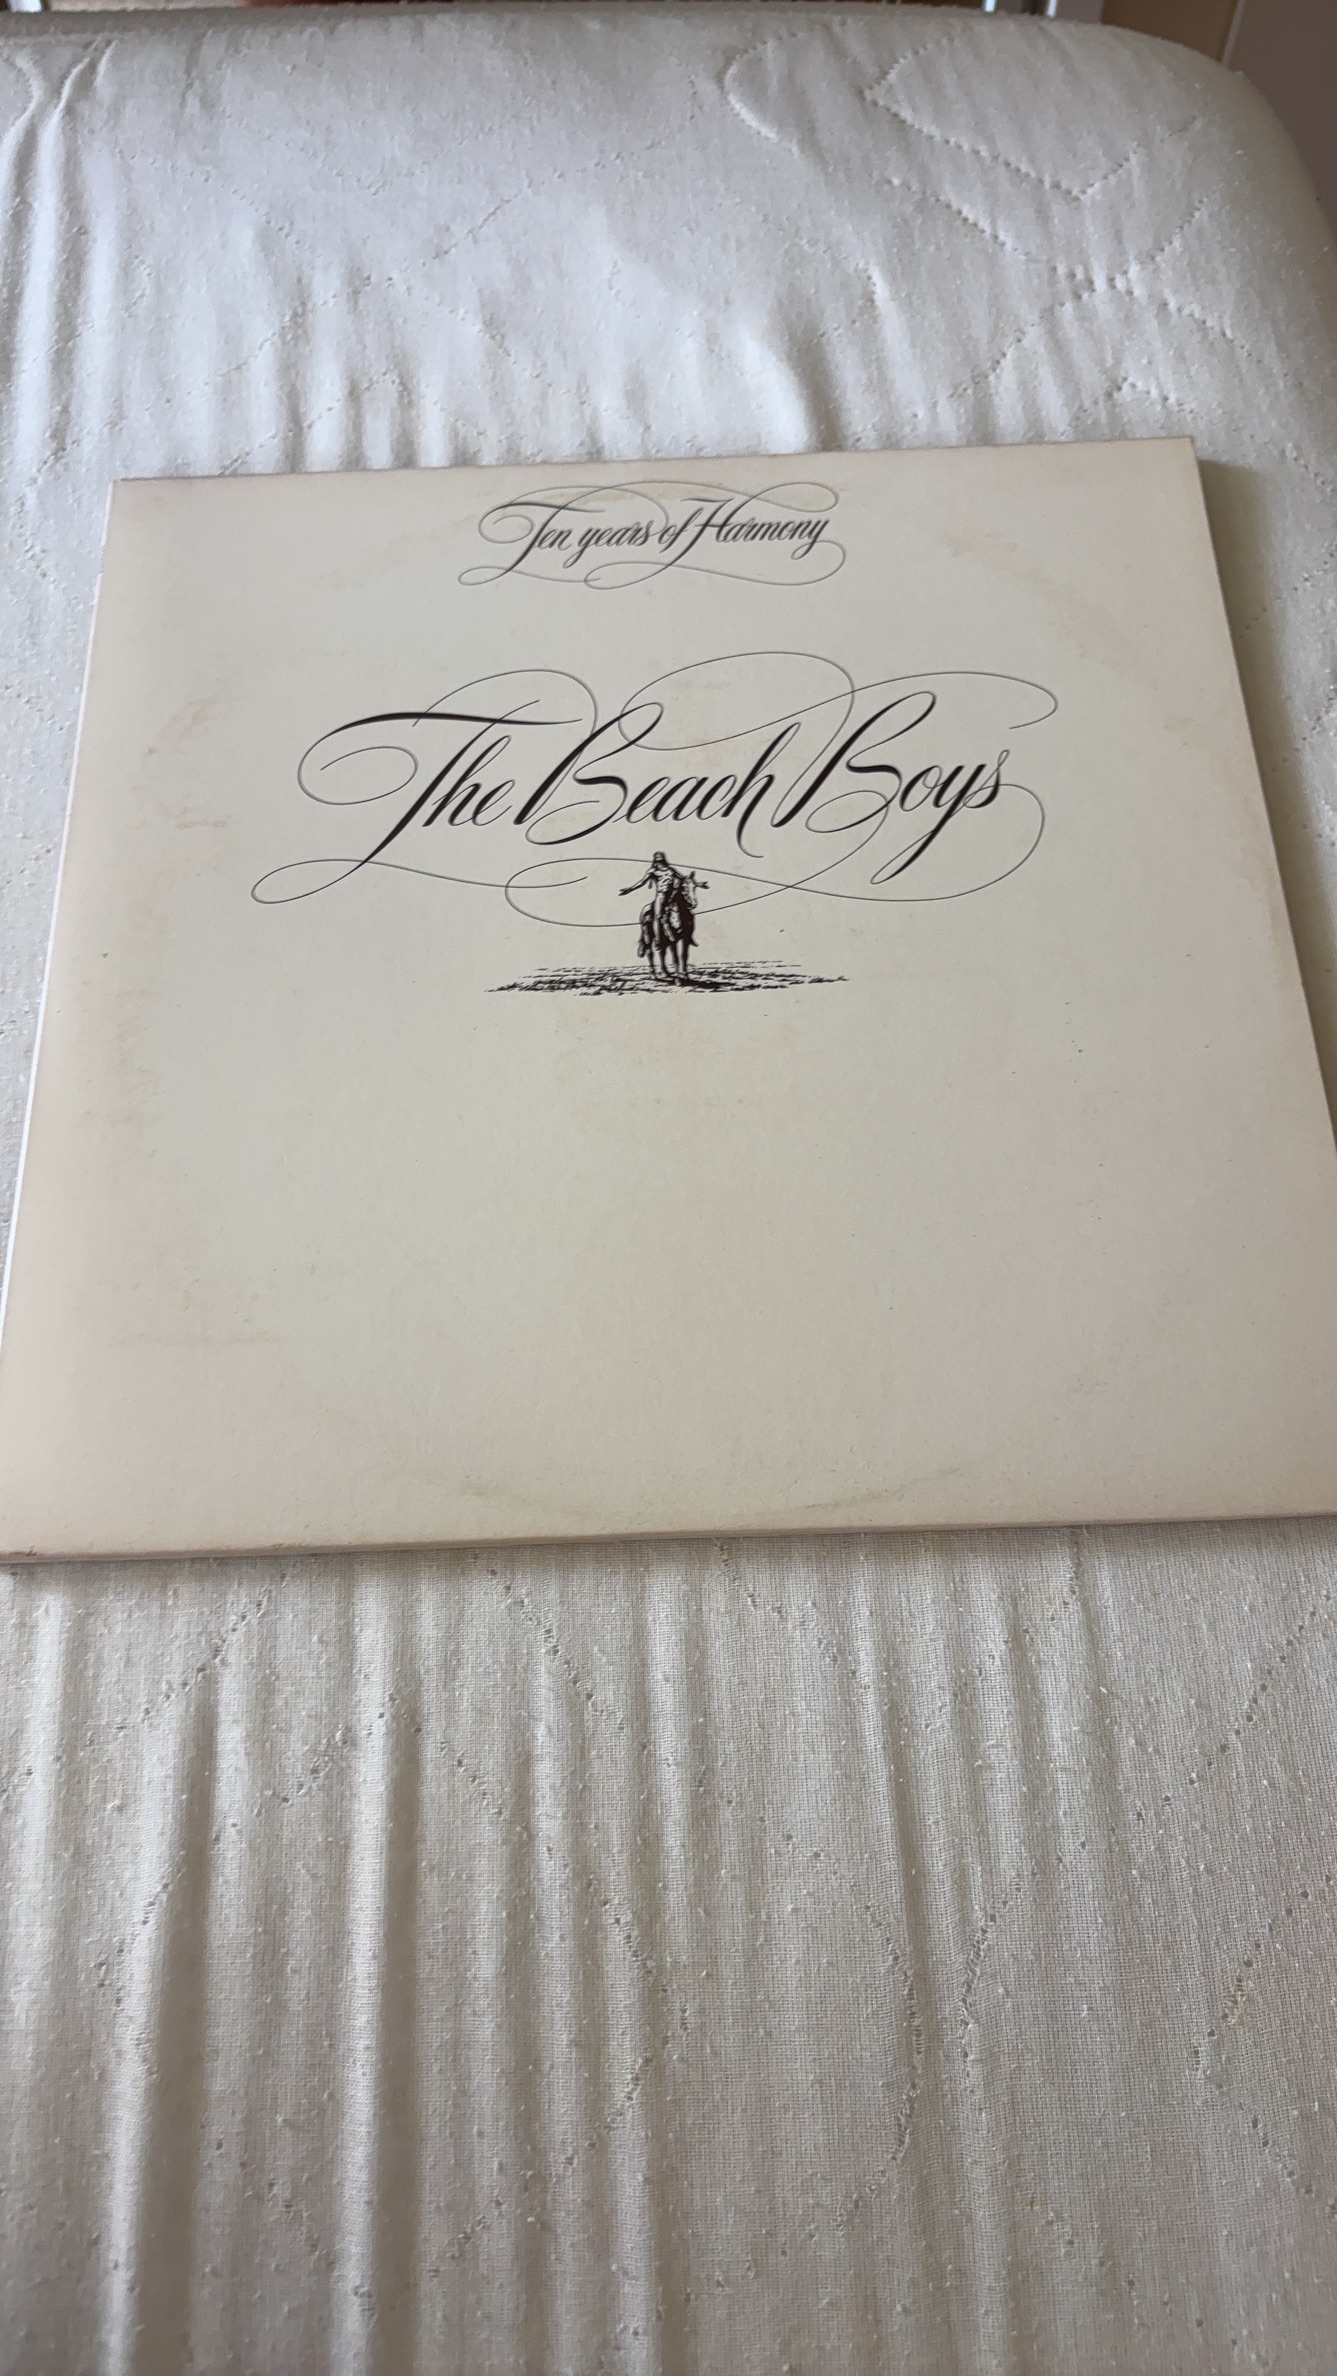 Ten years of Harmony
The Beach Boys